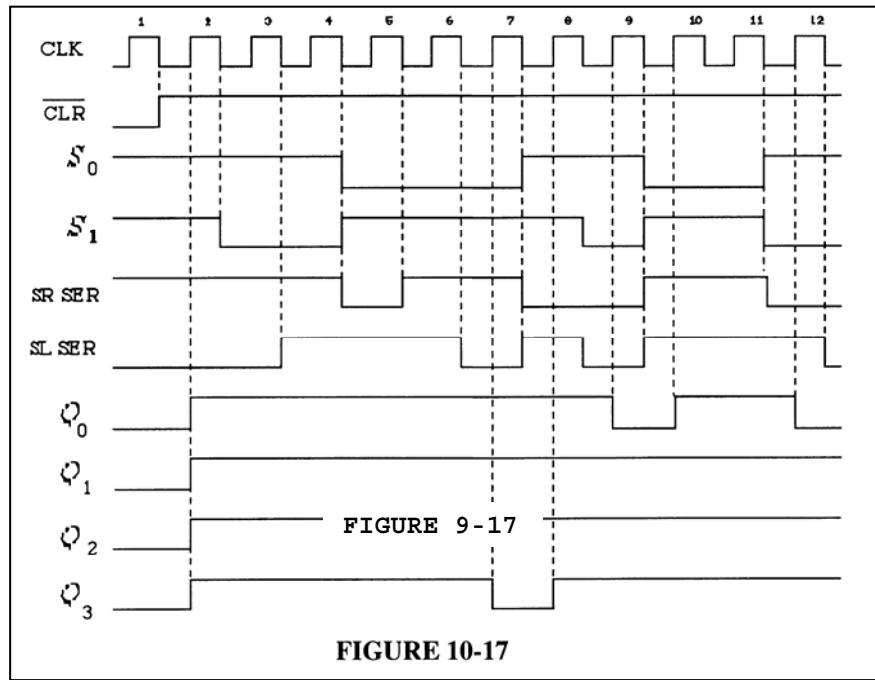 1 2 3 4 5 6 7 8 9 10 11 12
CLK
CLR
S0
S1
SR SER
SL SER
Q0
Q1
Q2
Q3
FIGURE 9-17
FIGURE 10-17